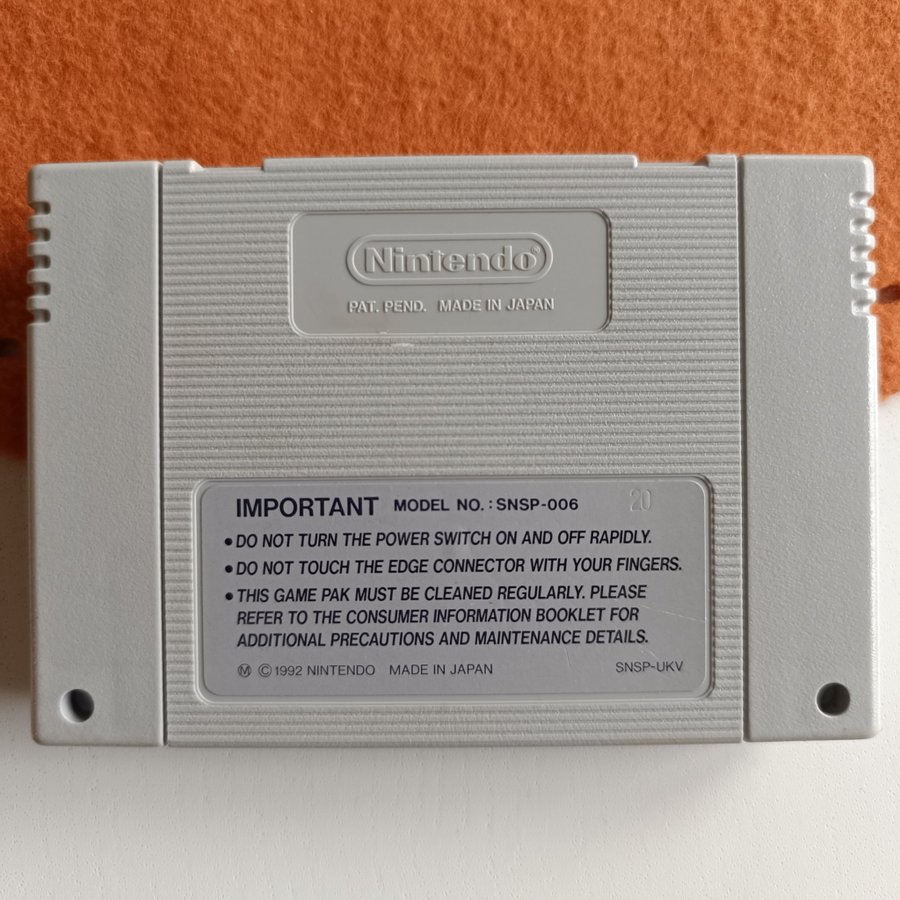 Nintendo®
PAT. PEND. MADE IN JAPAN
IMPORTANT MODEL NO.: SNSP-006 20
• DO NOT TURN THE POWER SWITCH ON AND OFF RAPIDLY.
• DO NOT TOUCH THE EDGE CONNECTOR WITH YOUR FINGERS.
• THIS GAME PAK MUST BE CLEANED REGULARLY. PLEASE
REFER TO THE CONSUMER INFORMATION BOOKLET FOR
ADDITIONAL PRECAUTIONS AND MAINTENANCE DETAILS.
Ⓜ ©1992 NINTENDO MADE IN JAPAN SNSP-UKV